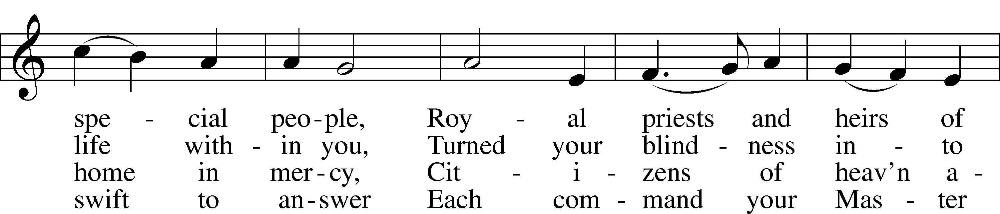 spe - cial peo - ple, Roy - al priests and heirs of
life with - in you, Turned your blind - ness in - to
home in mer - cy, Cit - i - zens of heav'n a -
swift to an - swer Each com - mand your Mas - ter